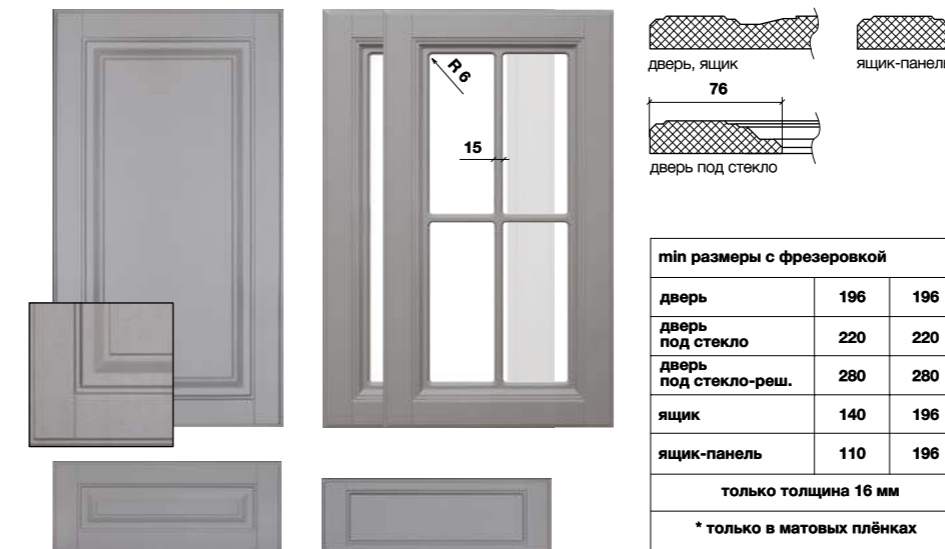 R 6
15
дверь, ящик
ящик-панель
76
дверь под стекло
min размеры с фрезеровкой
дверь 196 196
дверь
под стекло 220 220
дверь
под стекло-реш. 280 280
ящик 140 196
ящик-панель 110 196
только толщина 16 мм
* только в матовых плёнках